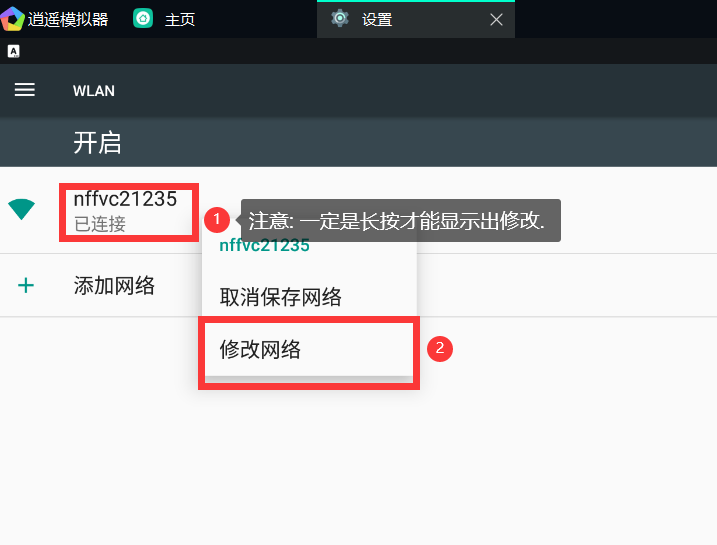 逍遥模拟器
主页
设置
A
WLAN
开启
nffvc21235
已连接
1
注意: 一定是长按才能显示出修改.
nffvc21235
添加网络
取消保存网络
修改网络
2